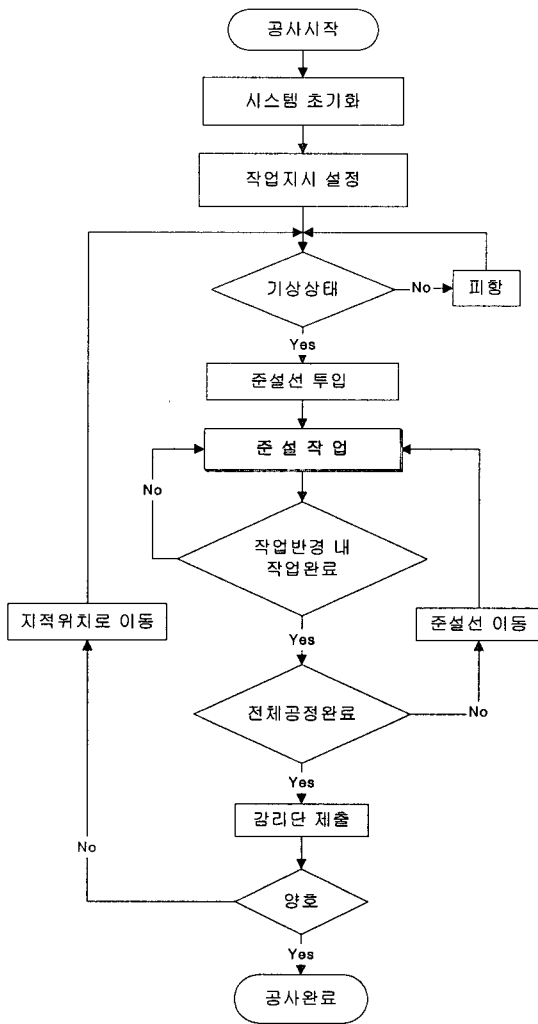 공사시작
시스템 초기화
작업지시 설정
기상상태
No
피항
Yes
준설선 투입
준 설 작 업
No
작업반경 내
작업완료
지적위치로 이동
Yes
준설선 이동
전체공정완료
No
Yes
감리단 제출
No
양호
Yes
공사완료